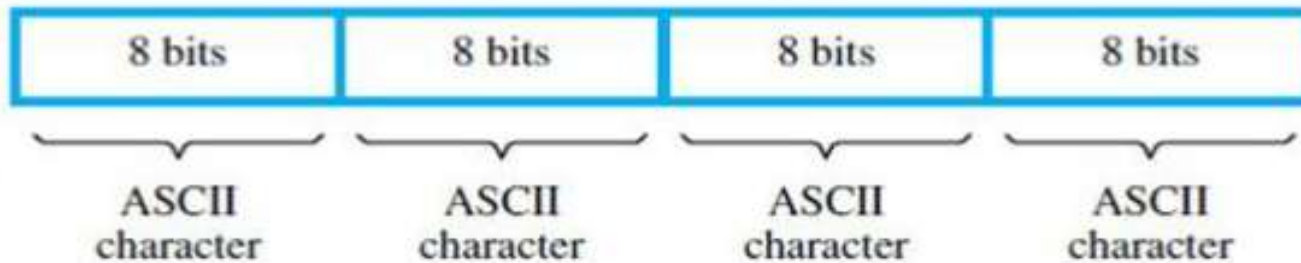 8 bits 8 bits 8 bits 8 bits
ASCII ASCII ASCII ASCII
character character character character